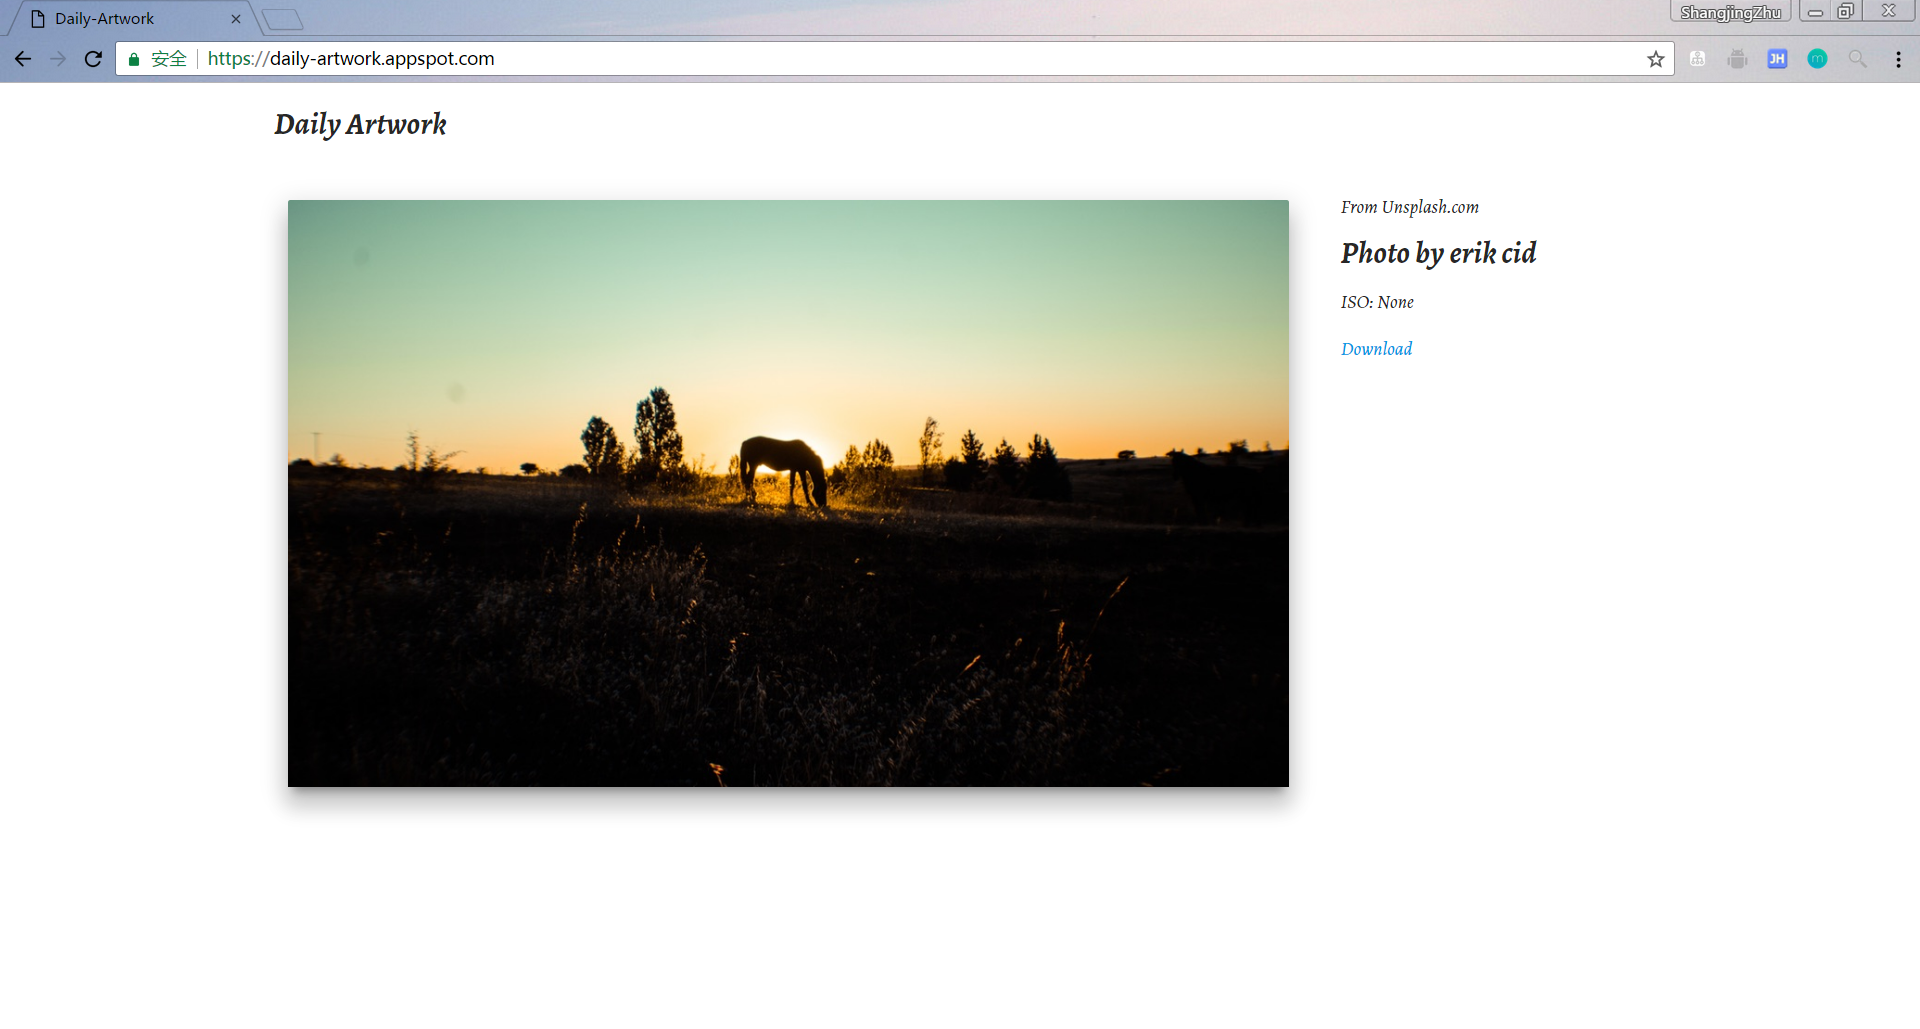 Daily-Artwork
ShangjingZhu
安全 https://daily-artwork.appspot.com
JH
m
Daily Artwork
From Unsplash.com
Photo by erik cid
ISO: None
Download